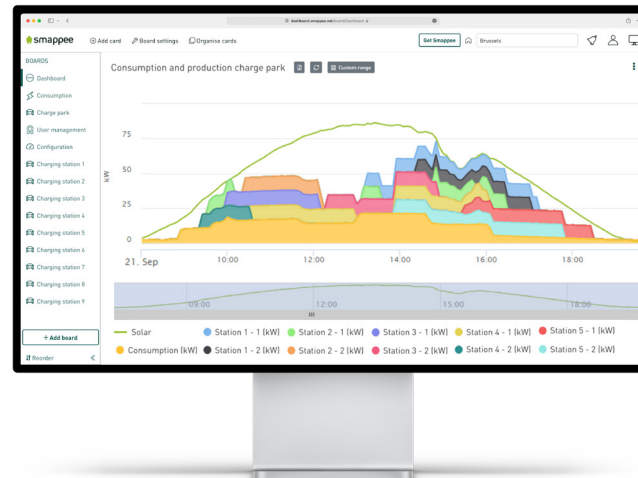 dashboard.smappee.net/Board/Dashboard
smappee
Add card
Board settings
Organise cards
Get Smappee
Brussels
BOARDS
Dashboard
Consumption
Charge park
User management
Configuration
Charging station 1
Charging station 2
Charging station 3
Charging station 4
Charging station 5
Charging station 6
Charging station 7
Charging station 8
Charging station 9
+ Add board
Reorder
Consumption and production charge park
Custom range
kW
75
50
25
0
21. Sep 10:00 12:00 14:00 16:00 18:00
09:00 12:00 15:00 18:00
Solar Station 1 - 1 (kW) Station 2 - 1 (kW) Station 3 - 1 (kW) Station 4 - 1 (kW) Station 5 - 1 (kW)
Consumption (kW) Station 1 - 2 (kW) Station 2 - 2 (kW) Station 3 - 2 (kW) Station 4 - 2 (kW) Station 5 - 2 (kW)